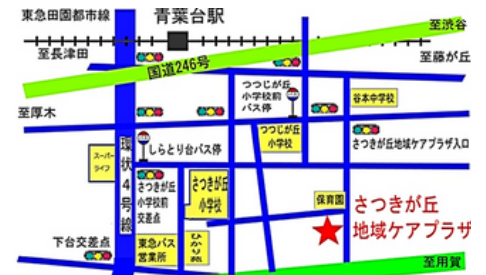 東急田園都市線
青葉台駅
至渋谷
至長津田
至藤が丘
国道246号
つつじが丘
小学校前
バス停
谷本中学校
至厚木
環状4号線
しらとり台バス停
つつじが丘
小学校
さつきが丘地域ケアプラザ入口
スーパー
ライフ
さつきが丘
小学校前
交差点
さつきが丘
小学校
保育園
さつきが丘
地域ケアプラザ
下台交差点
東急バス
営業所
ひかり苑
至用賀